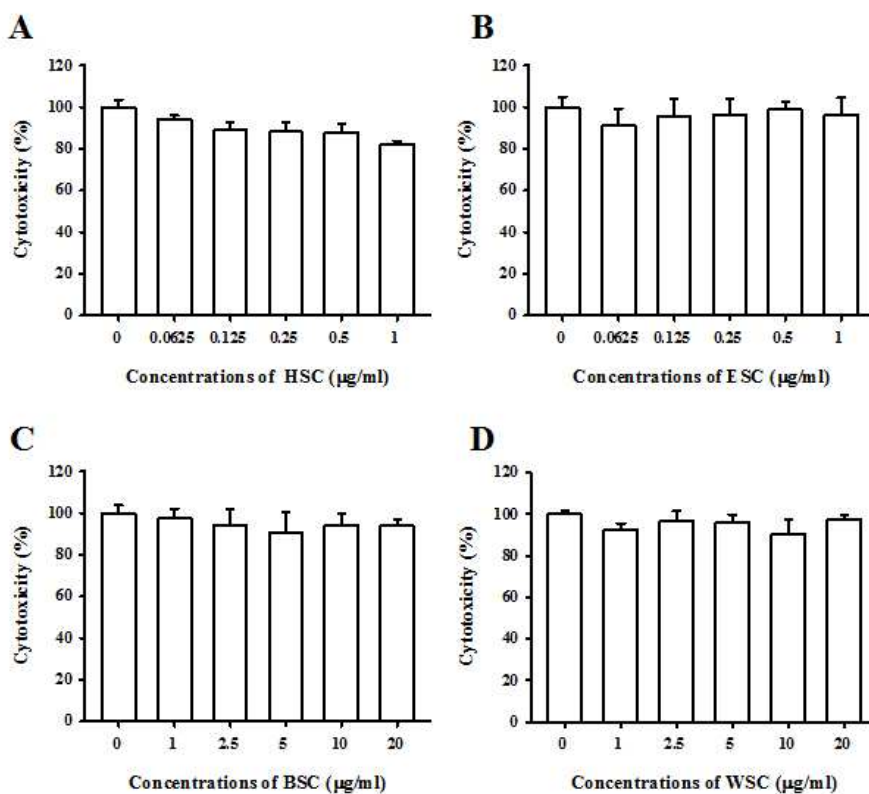 A
B
120
100
80
60
40
20
0
Cytotoxicity (%)
0 0.0625 0.125 0.25 0.5 1
Concentrations of HSC (μg/ml)
120
100
80
60
40
20
0
Cytotoxicity (%)
0 0.0625 0.125 0.25 0.5 1
Concentrations of ESC (μg/ml)
C
D
120
100
80
60
40
20
0
Cytotoxicity (%)
0 1 2.5 5 10 20
Concentrations of BSC (μg/ml)
120
100
80
60
40
20
0
Cytotoxicity (%)
0 1 2.5 5 10 20
Concentrations of WSC (μg/ml)